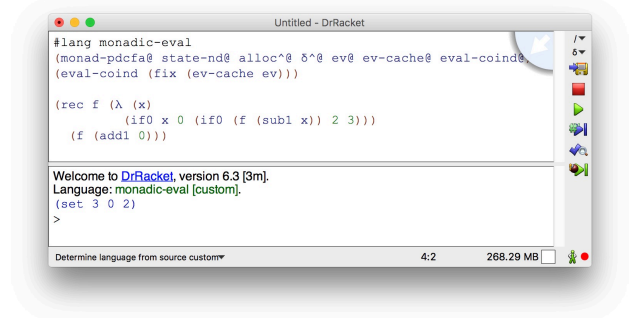 Untitled - DrRacket
#lang monadic-eval
(monad-pdcfa@ state-nd@ alloc^@ δ^@ ev@ ev-cache@ eval-coind@,
(eval-coind (fix (ev-cache ev)))
(rec f (λ (x)
(if0 x 0 (if0 (f (sub1 x)) 2 3)))
(f (add1 0)))
Welcome to DrRacket, version 6.3 [3m].
Language: monadic-eval [custom].
(set 3 0 2)
>
Determine language from source custom▾ 4:2 268.29 MB